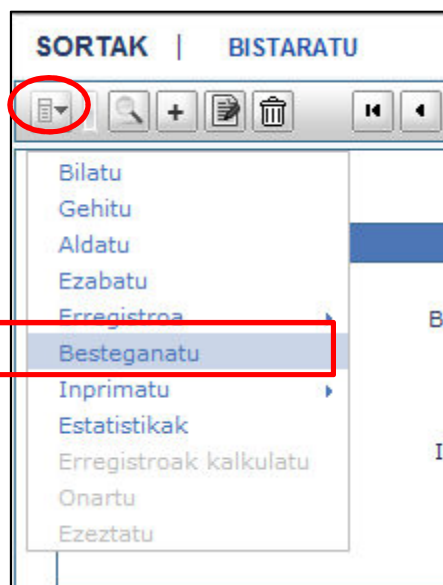 SORTAK | BISTARATU
Bilatu
Gehitu
Aldatu
Ezabatu
Erregistroa
B
Besteganatu
Inprimatu
Estatistikak
I
Erregistroak kalkulatu
Onartu
Ezeztatu